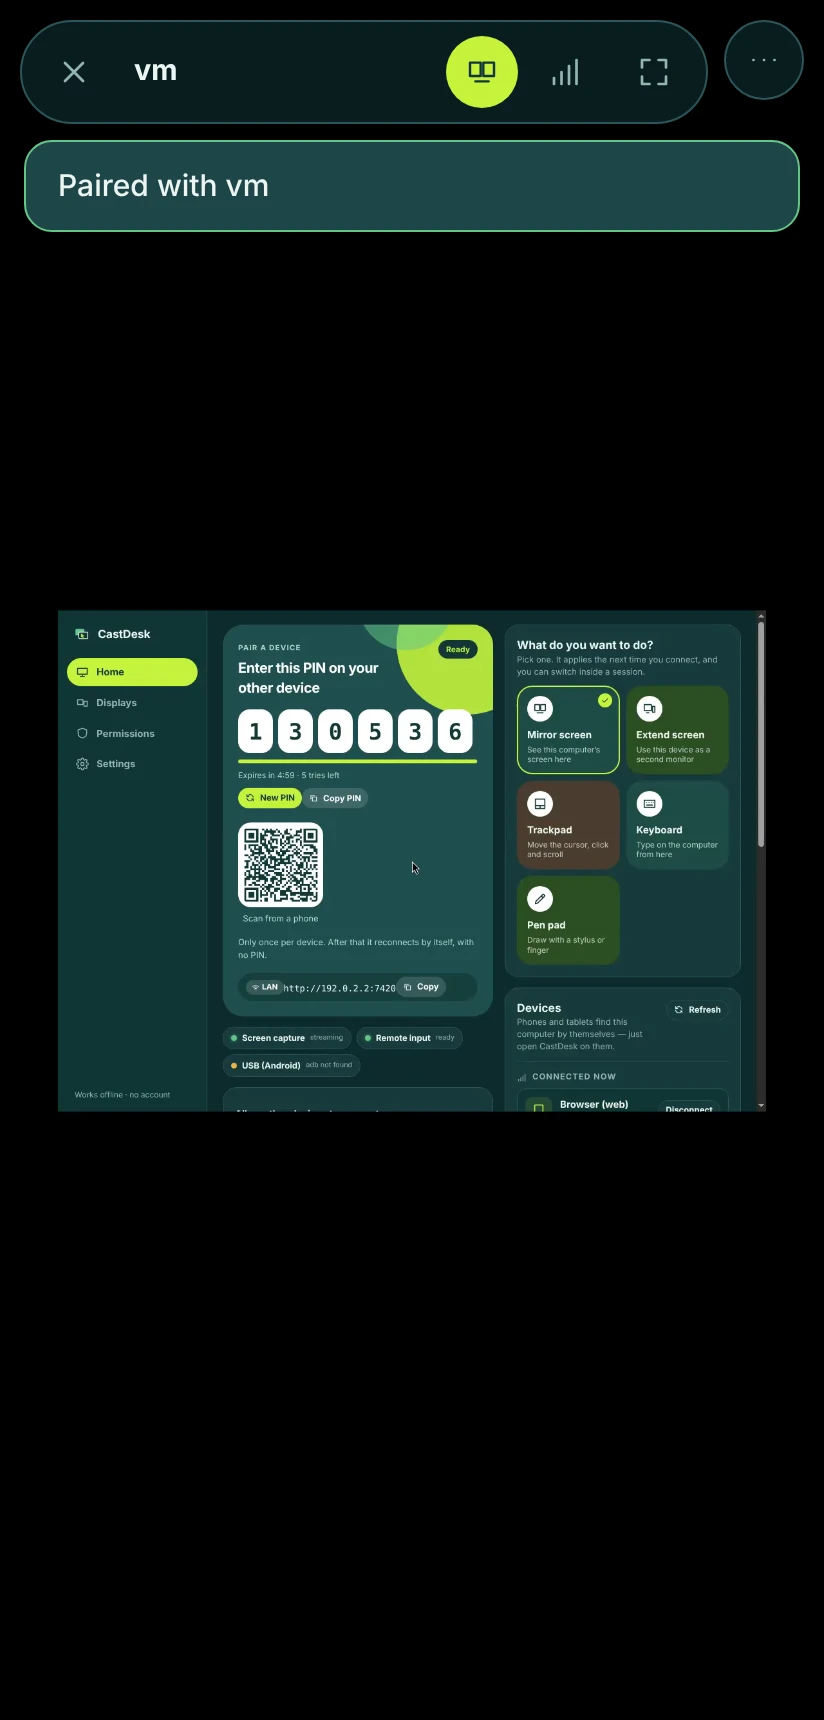 vm
Paired with vm
CastDesk
Home
Displays
Permissions
Settings
Works offline · no account
PAIR A DEVICE
Ready
Enter this PIN on your
other device
1 3 0 5 3 6
Expires in 4:59 · 5 tries left
New PIN
Copy PIN
Scan from a phone
Only once per device. After that it reconnects by itself, with
no PIN.
LAN http://192.0.2.2:7420 Copy
Screen capture streaming
Remote input ready
USB (Android) adb not found
What do you want to do?
Pick one. It applies the next time you connect, and
you can switch inside a session.
Mirror screen
See this computer's
screen here
Extend screen
Use this device as a
second monitor
Trackpad
Move the cursor, click
and scroll
Keyboard
Type on the computer
from here
Pen pad
Draw with a stylus or
finger
Devices
Refresh
Phones and tablets find this
computer by themselves — just
open CastDesk on them.
CONNECTED NOW
Browser (web)
Disconnect